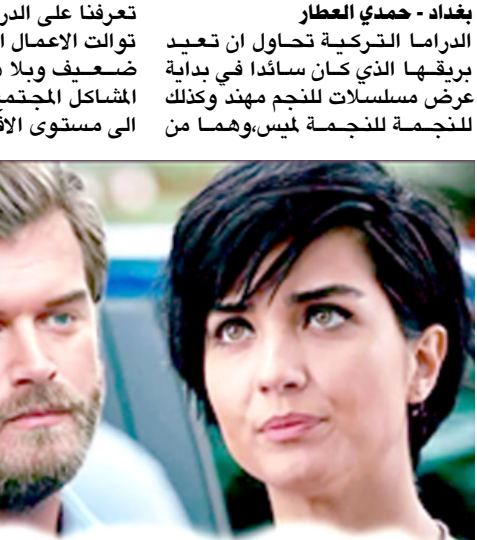 بغداد - حمدي العطار
الدراما التركية تحاول ان تعيد
بريقها الذي كان سائدا في بداية
عرض مسلسلات للنجم مهند وكذلك
للنجمة للنجمة لميس،وهما من
تعرفنا على الدر
توالت الاعمال ا
ضعيف وبلا
المشاكل المجتمع
الى مستوى الا